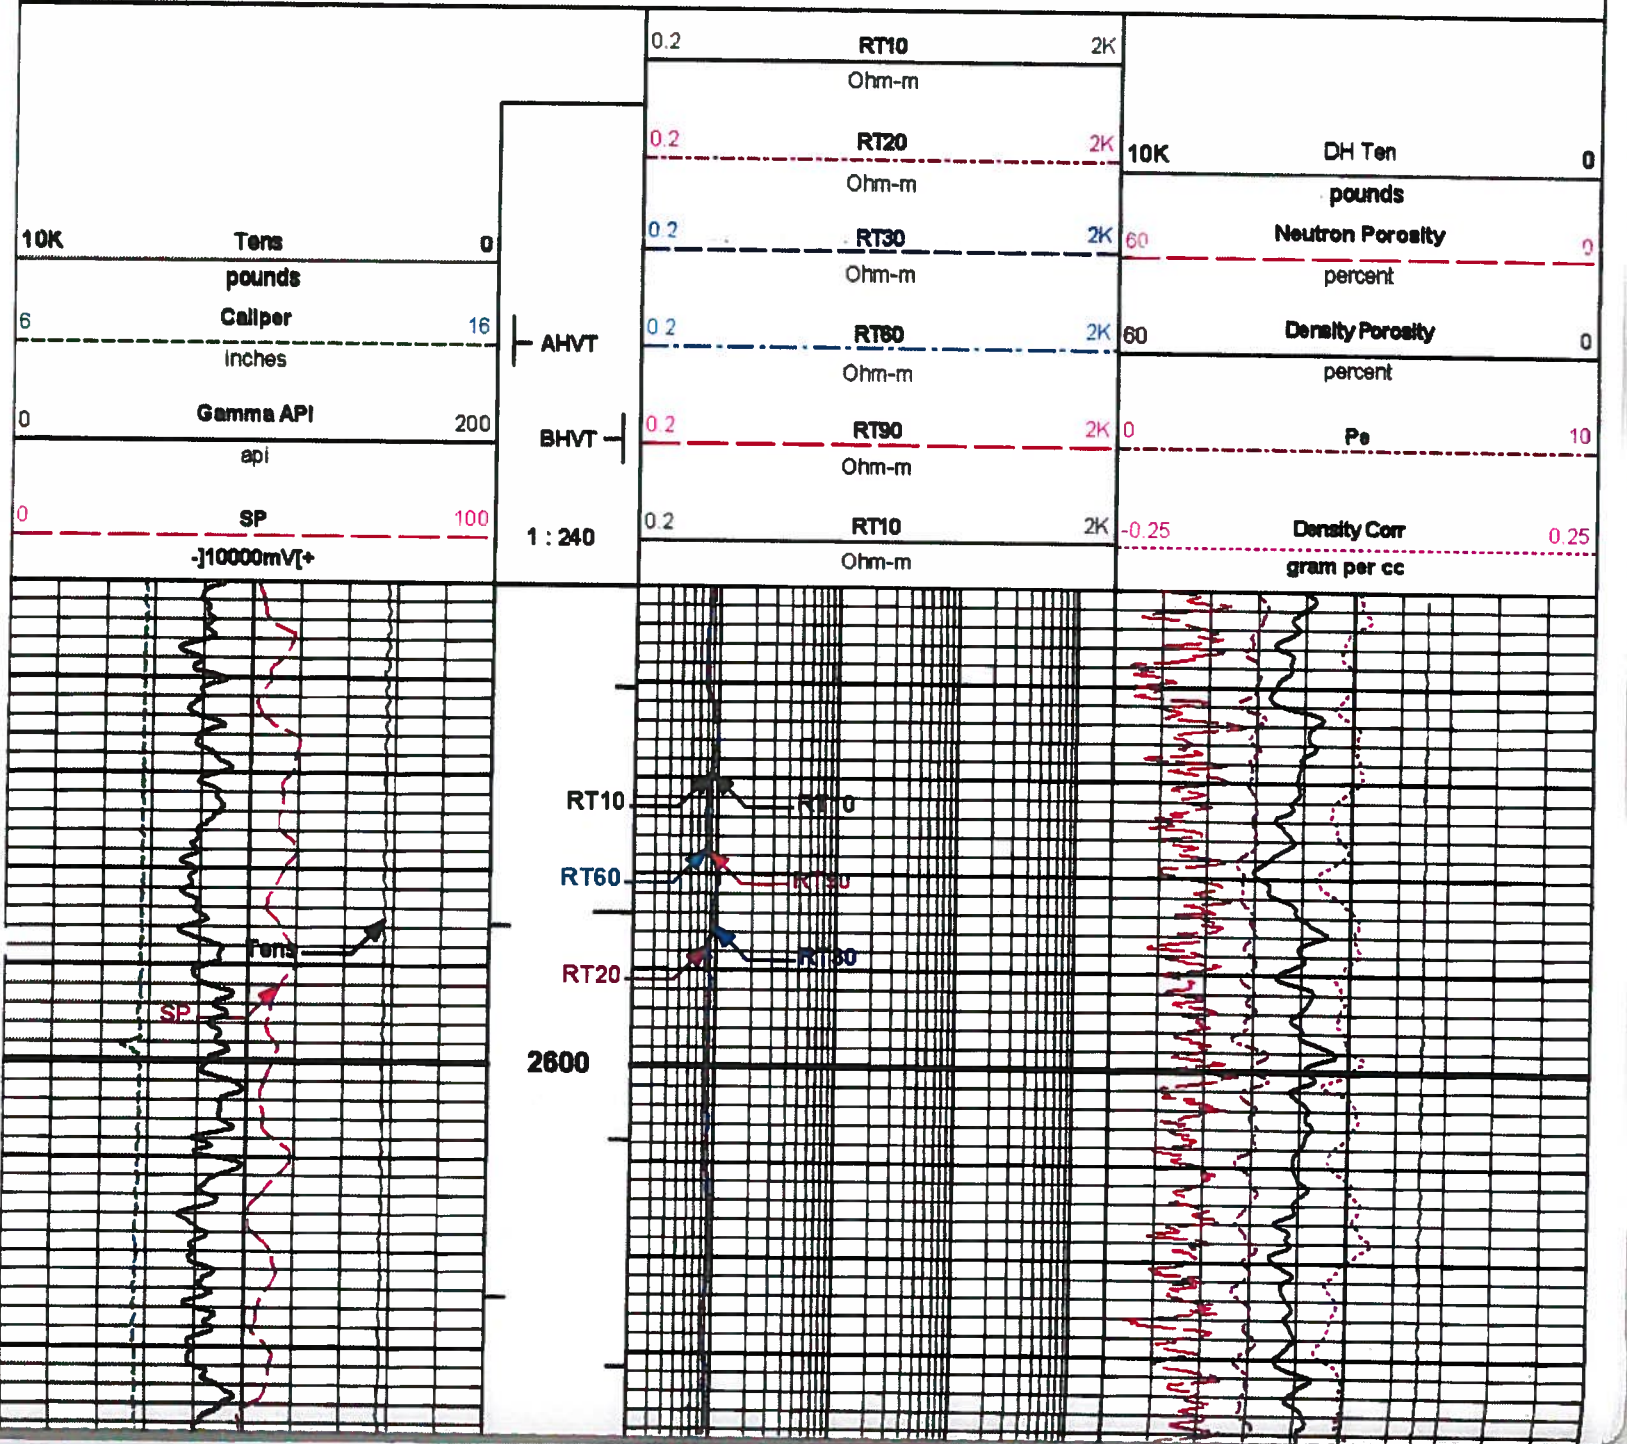 10K Tens 0
pounds
6 Caliper 16
inches
0 Gamma API 200
api
0 SP 100
-]10000mV[+
AHVT
BHVT
1 : 240
0.2 RT10 2K
Ohm-m
0.2 RT20 2K
Ohm-m
0.2 RT30 2K
Ohm-m
0.2 RT60 2K
Ohm-m
0.2 RT90 2K
Ohm-m
0.2 RT10 2K
Ohm-m
10K DH Ten 0
pounds
60 Neutron Porosity 0
percent
60 Density Porosity 0
percent
0 Pe 10
-0.25 Density Corr 0.25
gram per cc
RT10 RT10
RT60 RT90
Tens
RT30
RT20
SP
2600